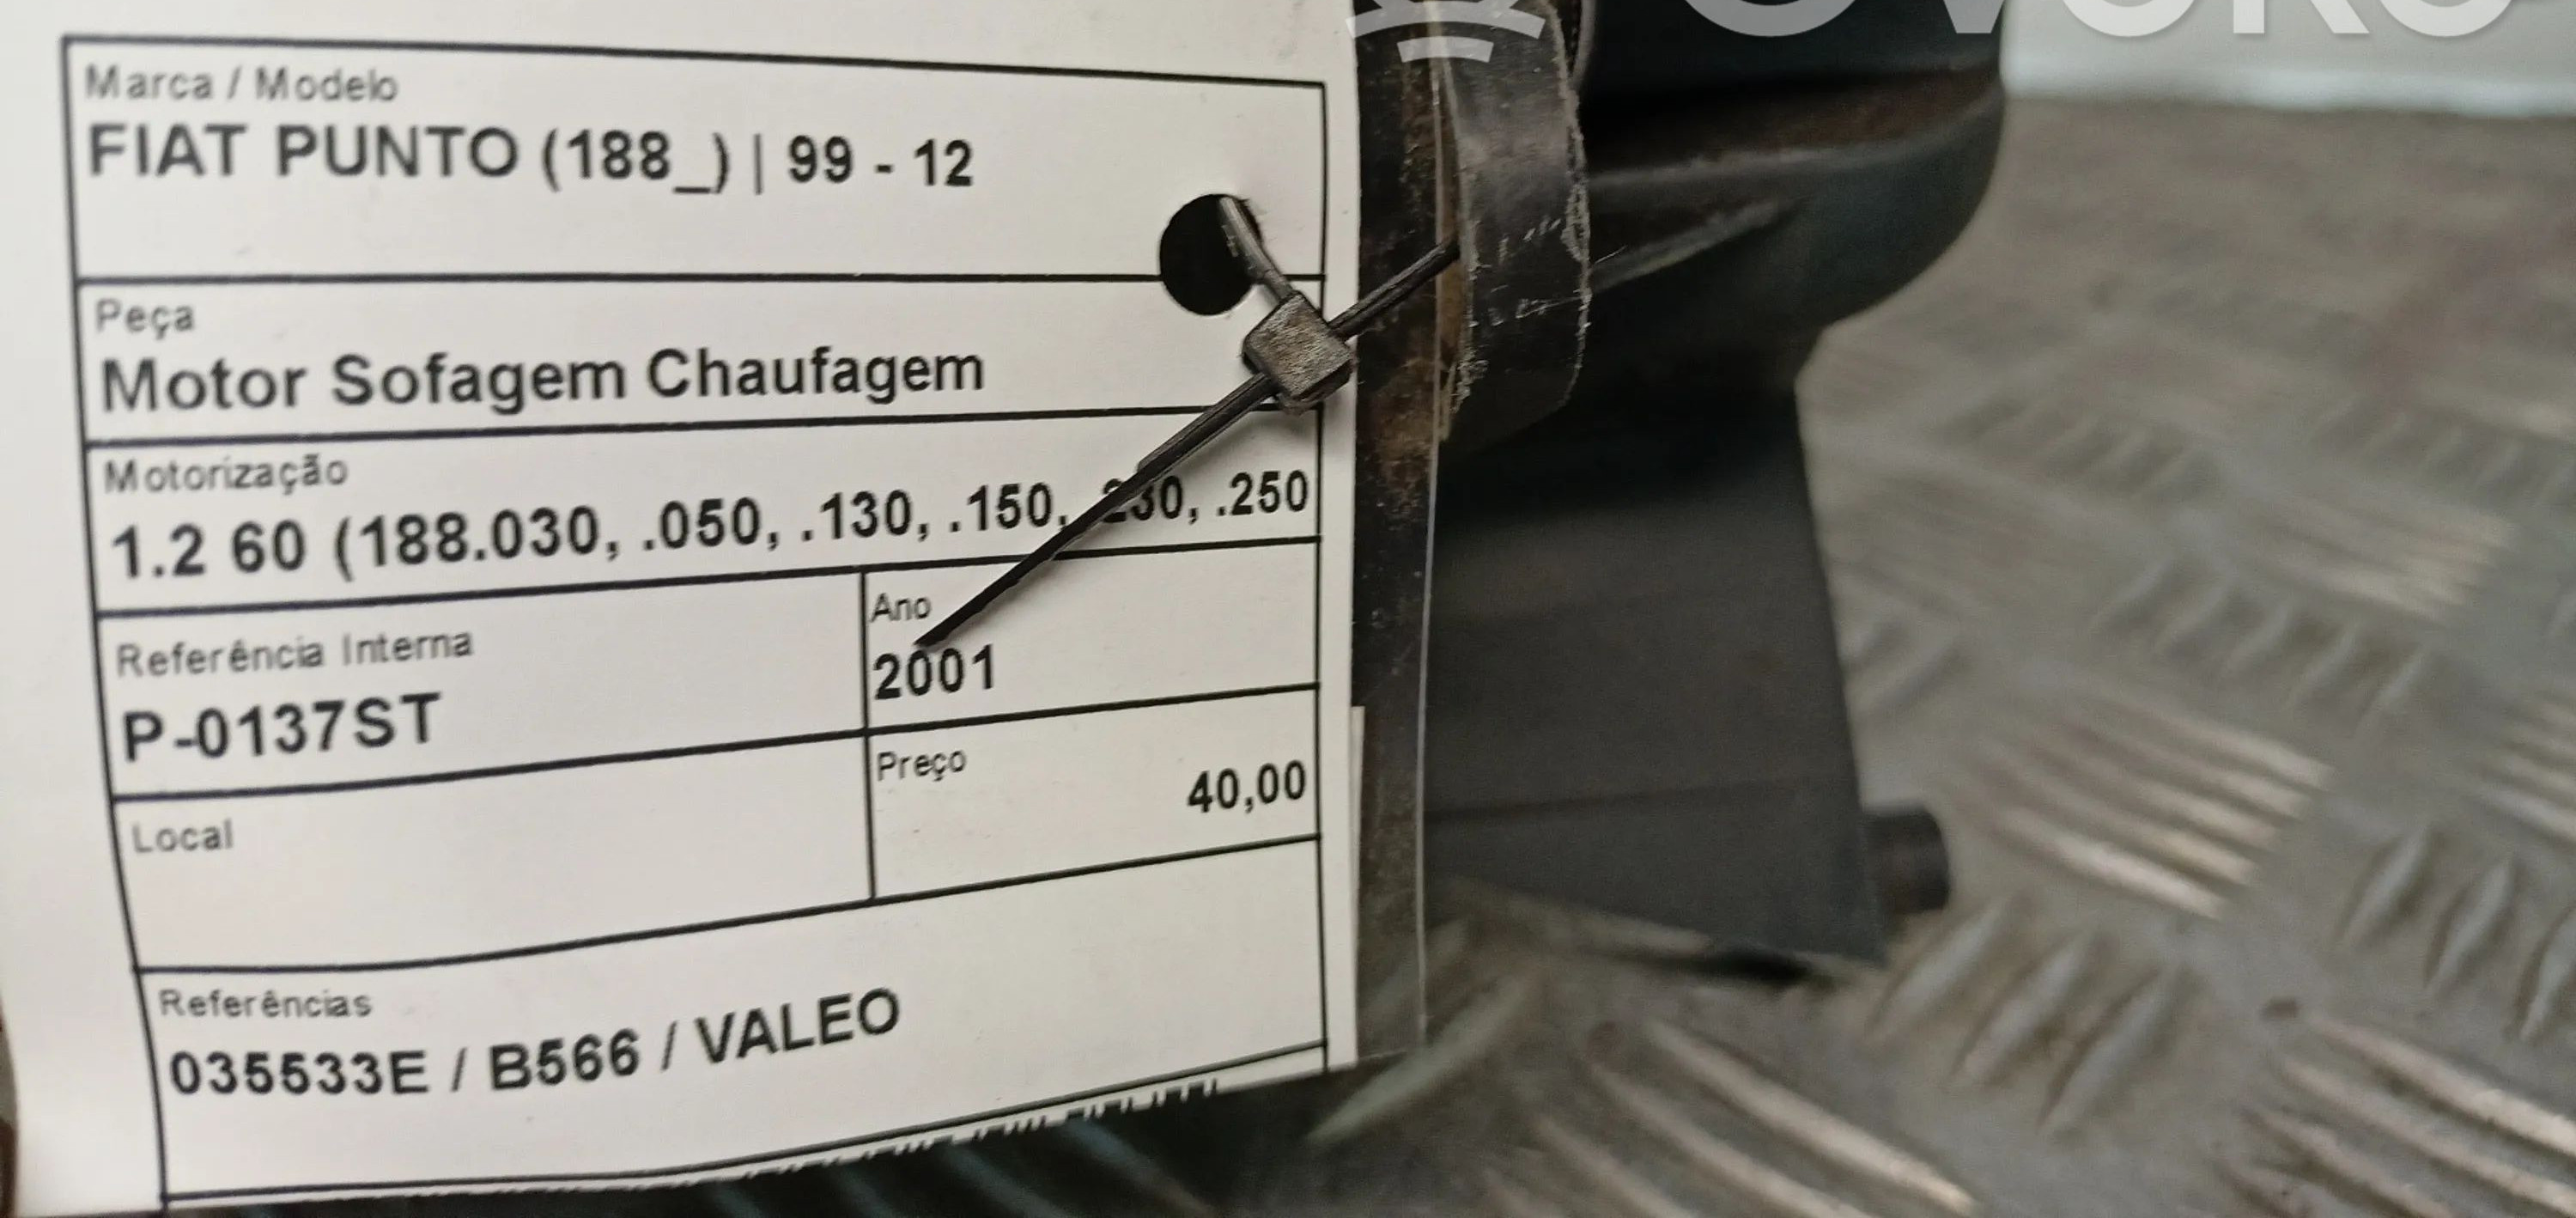 Marca / Modelo
FIAT PUNTO (188_) | 99 - 12
Peça
Motor Sofagem Chaufagem
Motorização
1.2 60 (188.030, .050, .130, .150, .230, .250
Referência Interna
P-0137ST
Ano
2001
Preço
40,00
Local
Referências
035533E / B566 / VALEO